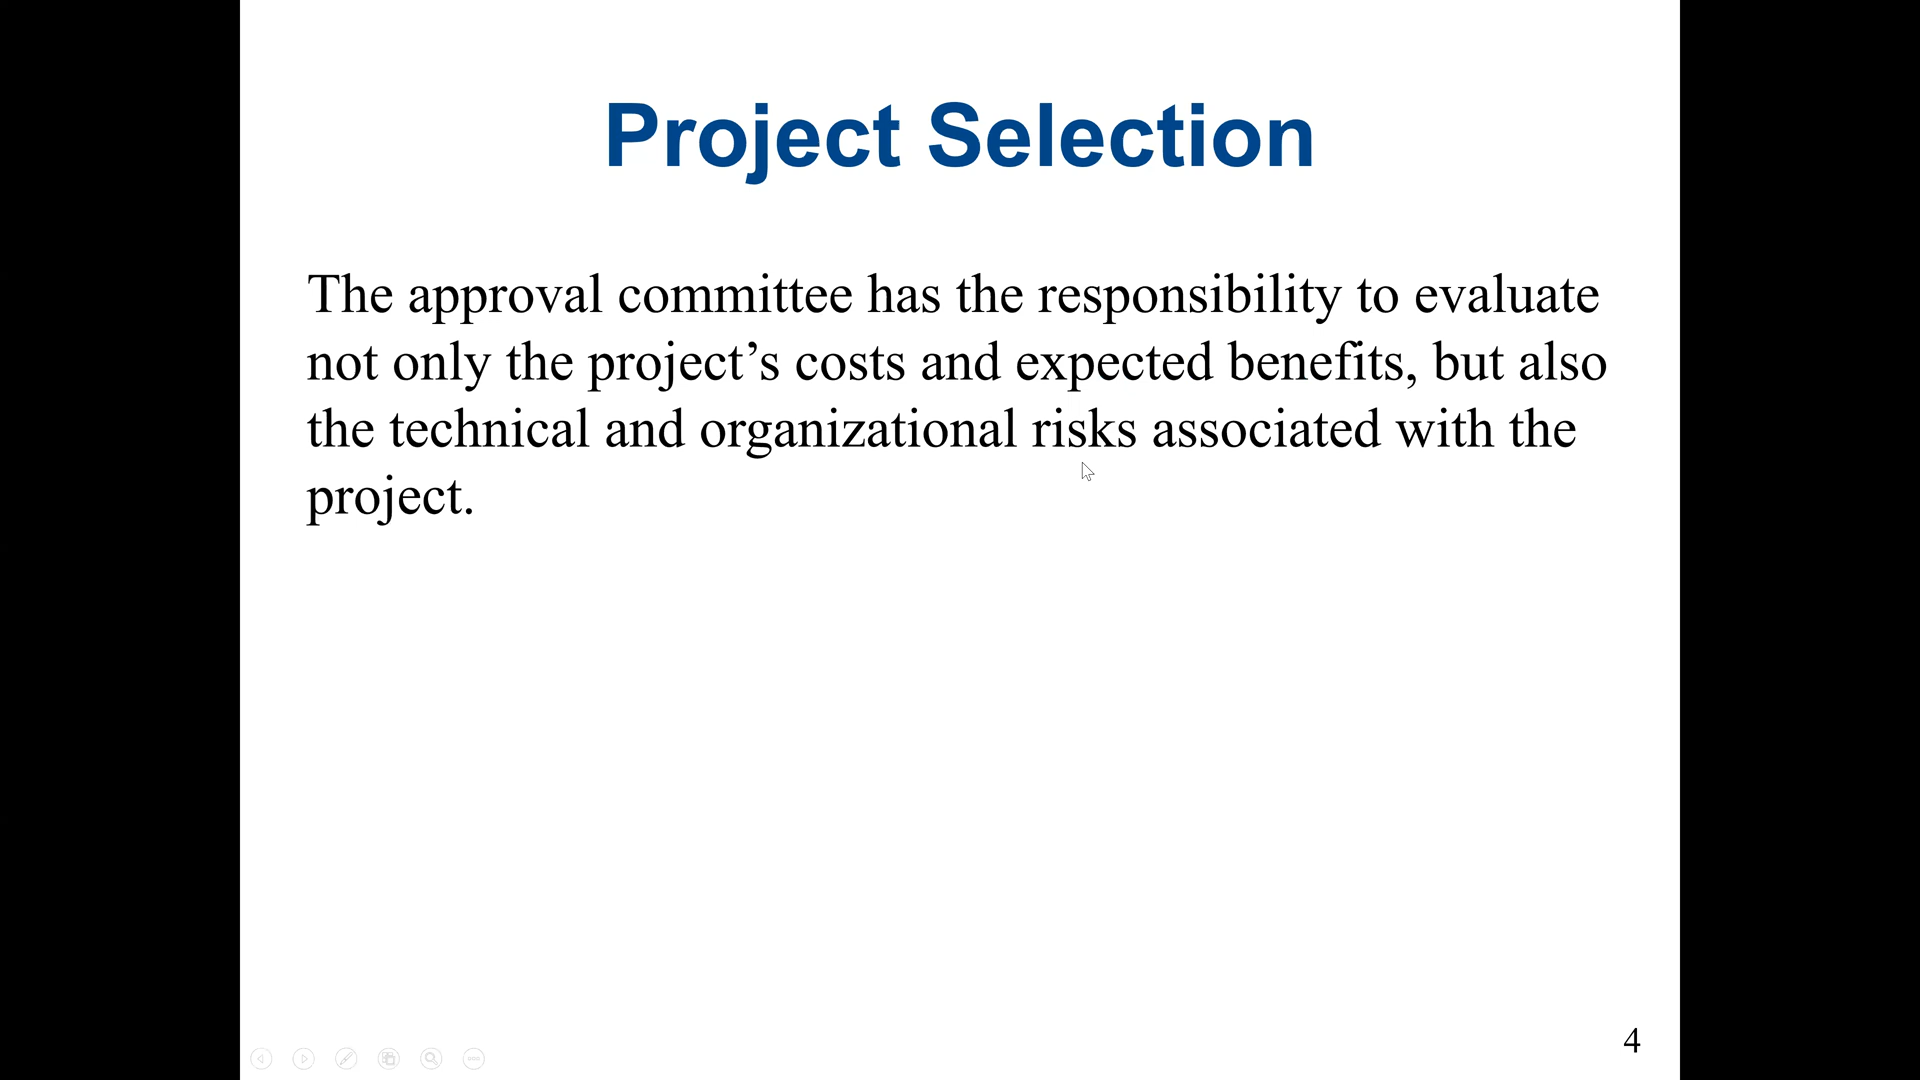 Project Selection
The approval committee has the responsibility to evaluate
not only the project’s costs and expected benefits, but also
the technical and organizational risks associated with the
project.
4